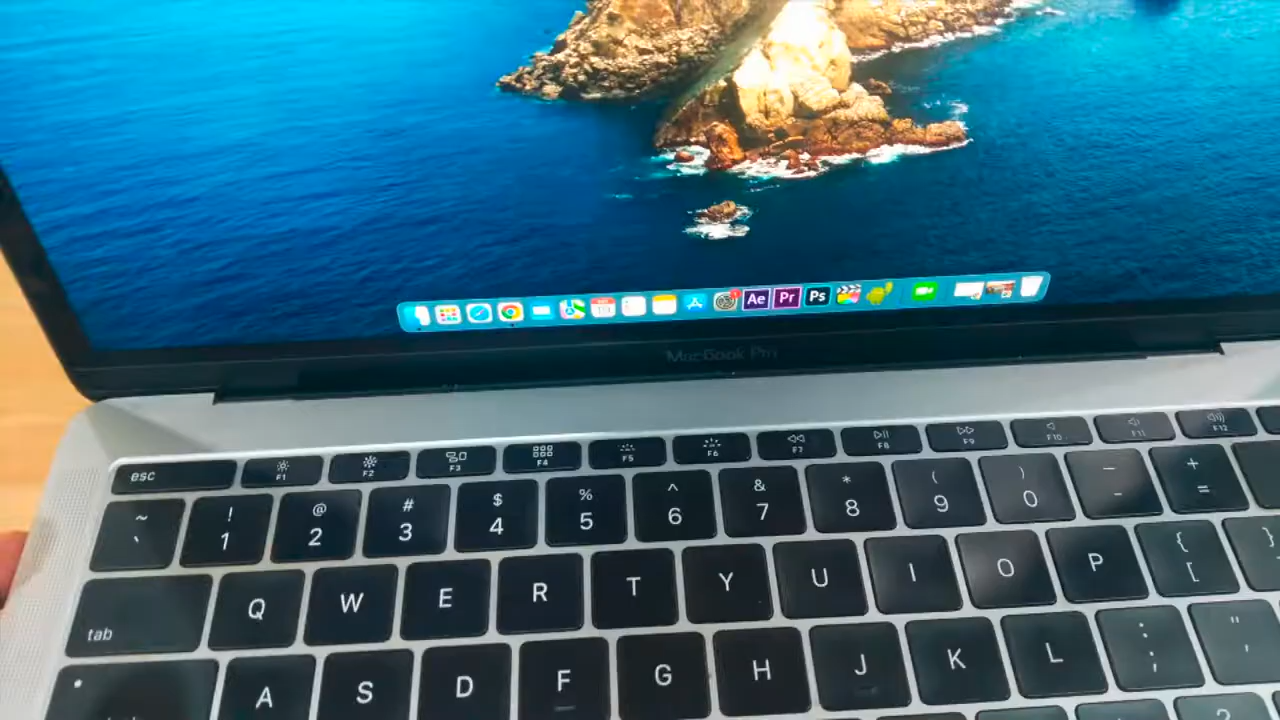 Ae Pr Ps
MacBook Pro
esc F1 F2 F3 F4 F5 F6 F7 F8 F9 F10 F11 F12
~ ! @ # $ % ^ & * ( ) – +
` 1 2 3 4 5 6 7 8 9 0 - =
tab Q W E R T Y U I O P { [ }
A S D F G H J K L : ; " '
?